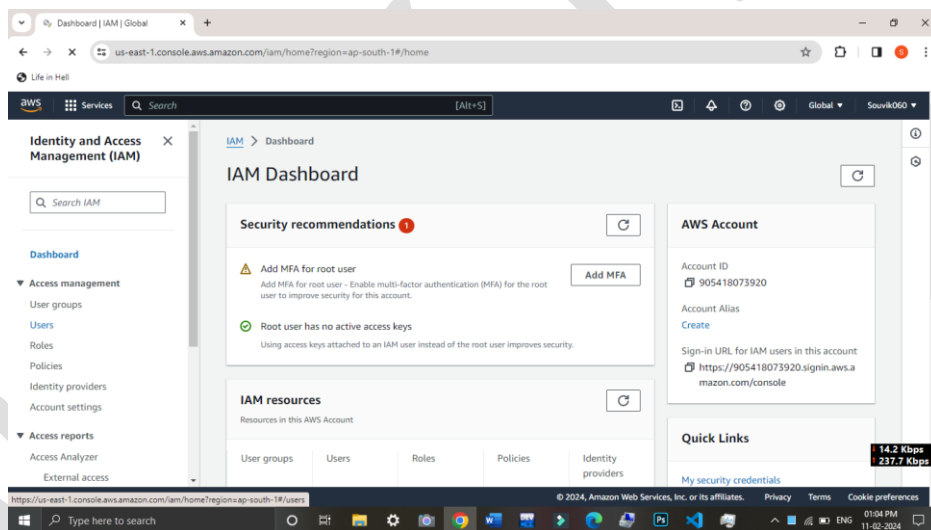 Dashboard | IAM | Global
us-east-1.console.aws.amazon.com/iam/home?region=ap-south-1#/home
S
Life in Hell
aws
Services
Search
[Alt+S]
Global
Souvik060
Identity and Access
Management (IAM)
Search IAM
Dashboard
Access management
User groups
Users
Roles
Policies
Identity providers
Account settings
Access reports
Access Analyzer
External access
IAM > Dashboard
IAM Dashboard
Security recommendations 1
Add MFA for root user
Add MFA for root user - Enable multi-factor authentication (MFA) for the root
user to improve security for this account.
Add MFA
Root user has no active access keys
Using access keys attached to an IAM user instead of the root user improves security.
IAM resources
Resources in this AWS Account
User groups Users Roles Policies Identity
providers
AWS Account
Account ID
905418073920
Account Alias
Create
Sign-in URL for IAM users in this account
https://905418073920.signin.aws.a
mazon.com/console
Quick Links
My security credentials
14.2 Kbps
237.7 Kbps
https://us-east-1.console.aws.amazon.com/iam/home?region=ap-south-1#/users
© 2024, Amazon Web Services, Inc. or its affiliates. Privacy Terms Cookie preferences
Type here to search
Ps
ENG
01:04 PM
11-02-2024